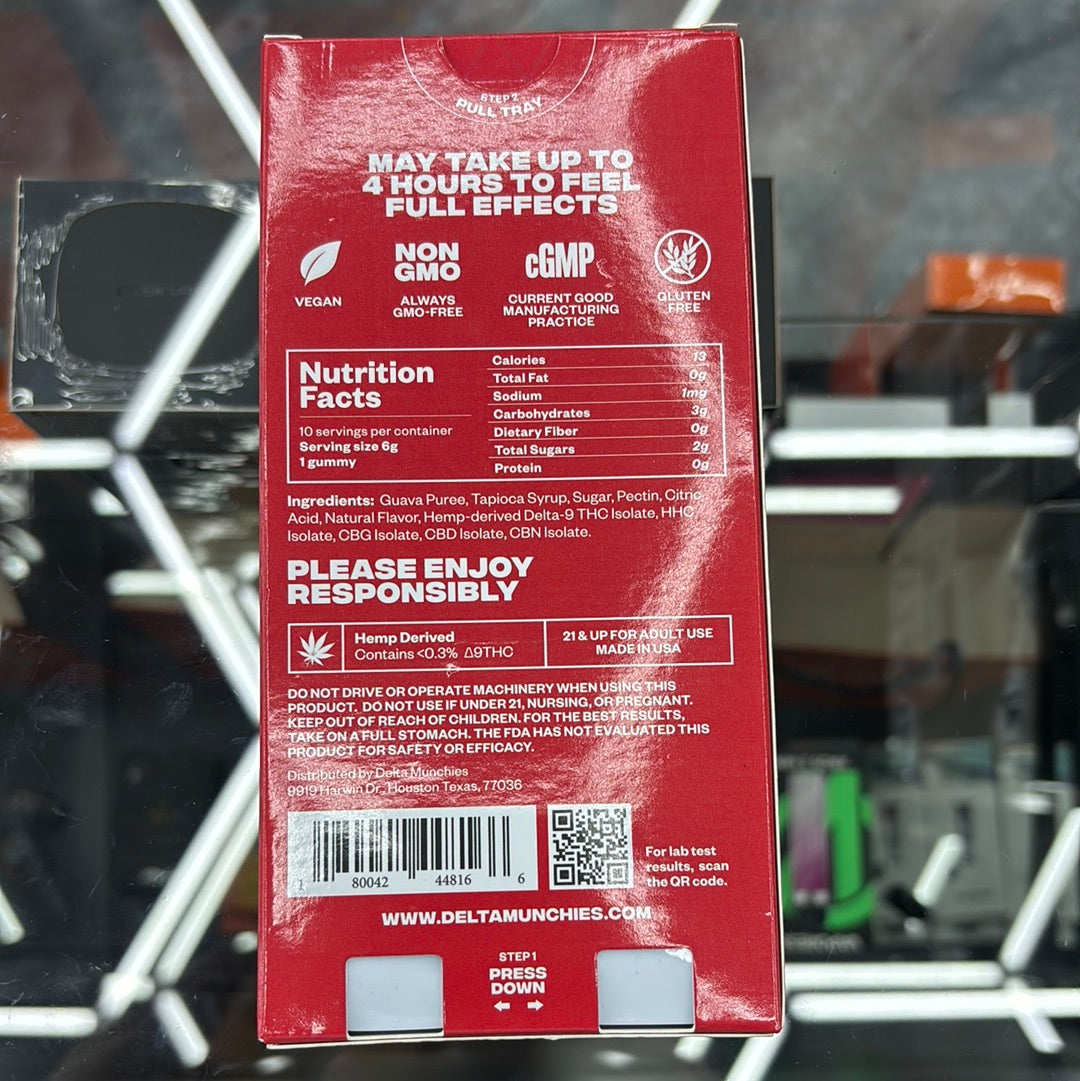 STEP 2
PULL TRAY
MAY TAKE UP TO
4 HOURS TO FEEL
FULL EFFECTS
VEGAN
NON
GMO
ALWAYS
GMO-FREE
cGMP
CURRENT GOOD
MANUFACTURING
PRACTICE
GLUTEN
FREE
Nutrition
Facts
10 servings per container
Serving size 6g
1 gummy
Calories 13
Total Fat 0g
Sodium 1mg
Carbohydrates 3g
Dietary Fiber 0g
Total Sugars 2g
Protein 0g
Ingredients: Guava Puree, Tapioca Syrup, Sugar, Pectin, Citric
Acid, Natural Flavor, Hemp-derived Delta-9 THC Isolate, HHC
Isolate, CBG Isolate, CBD Isolate, CBN Isolate.
PLEASE ENJOY
RESPONSIBLY
Hemp Derived
Contains <0.3% Δ9THC
21 & UP FOR ADULT USE
MADE IN USA
DO NOT DRIVE OR OPERATE MACHINERY WHEN USING THIS
PRODUCT. DO NOT USE IF UNDER 21, NURSING, OR PREGNANT.
KEEP OUT OF REACH OF CHILDREN. FOR THE BEST RESULTS,
TAKE ON A FULL STOMACH. THE FDA HAS NOT EVALUATED THIS
PRODUCT FOR SAFETY OR EFFICACY.
Distributed by Delta Munchies
9919 Harwin Dr., Houston Texas, 77036
1 80042 44816 6
For lab test
results, scan
the QR code.
WWW.DELTAMUNCHIES.COM
STEP 1
PRESS
DOWN